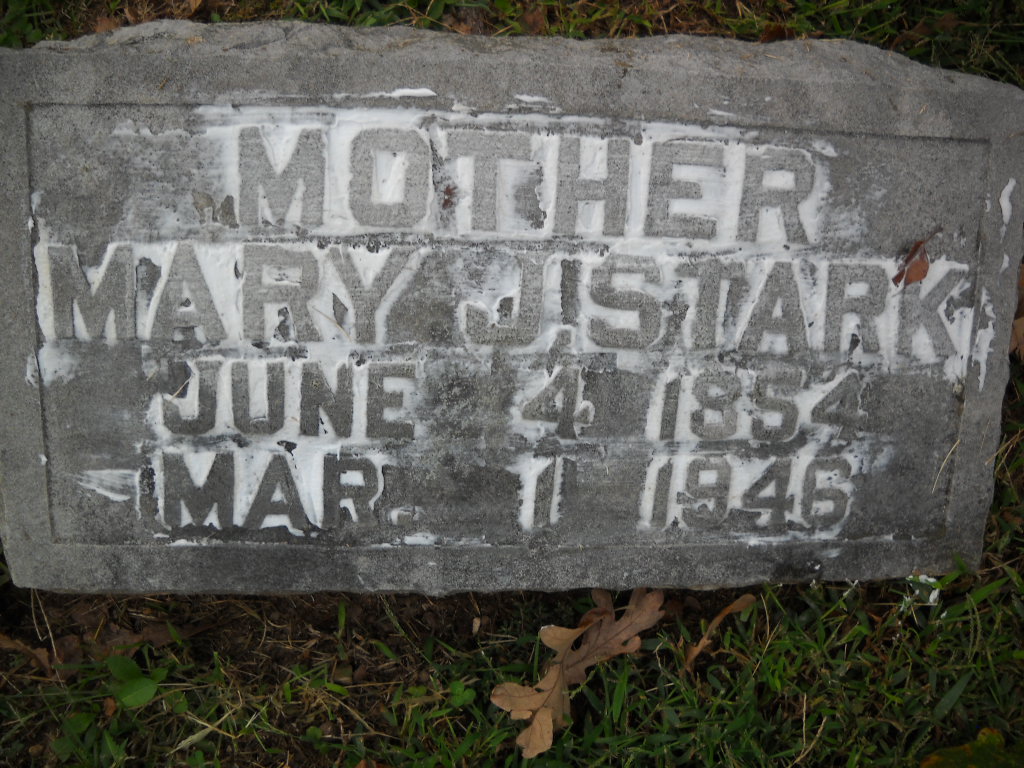 MOTHER
MARY J. STARK
JUNE 4, 1854
MAR. 1 1946